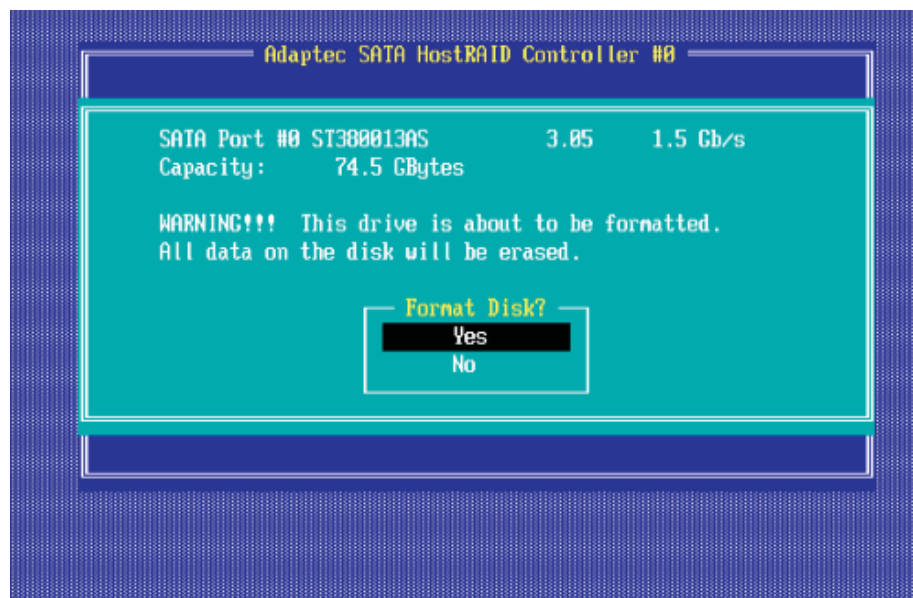 Adaptec SATA HostRAID Controller #0
SATA Port #0 ST380013AS 3.05 1.5 Gb/s
Capacity: 74.5 GBytes
WARNING!!! This drive is about to be formatted.
All data on the disk will be erased.
Format Disk?
Yes
No